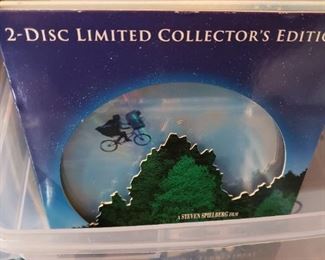 2-DISC LIMITED COLLECTOR'S EDITIO
A STEVEN SPIELBERG FILM